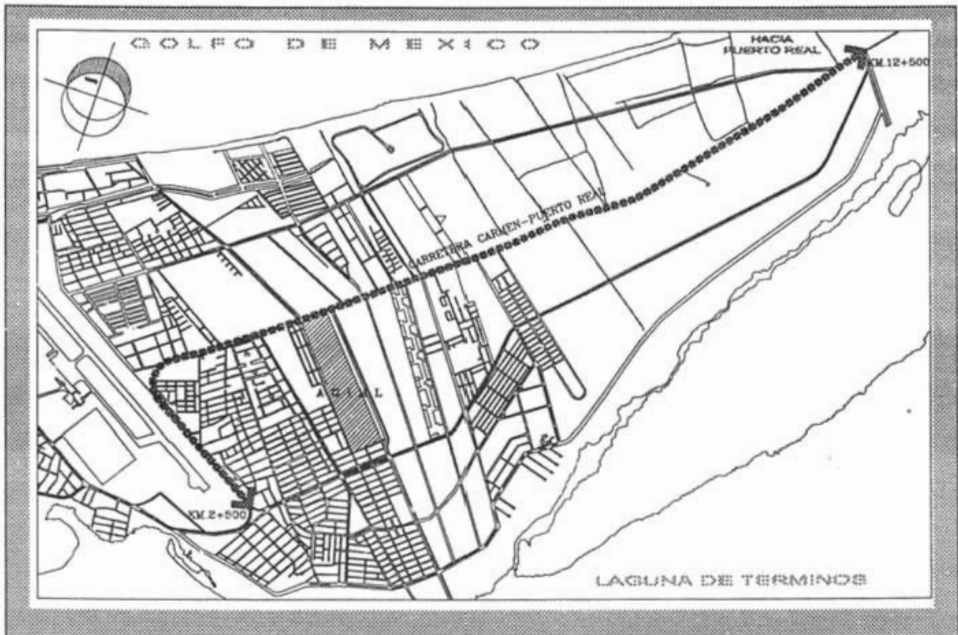 GOLFO DE MEXICO
HACIA
PUERTO REAL
KM.12+500
CARRETERA CARMEN-PUERTO REAL
KM.2+500
LAGUNA DE TERMINOS